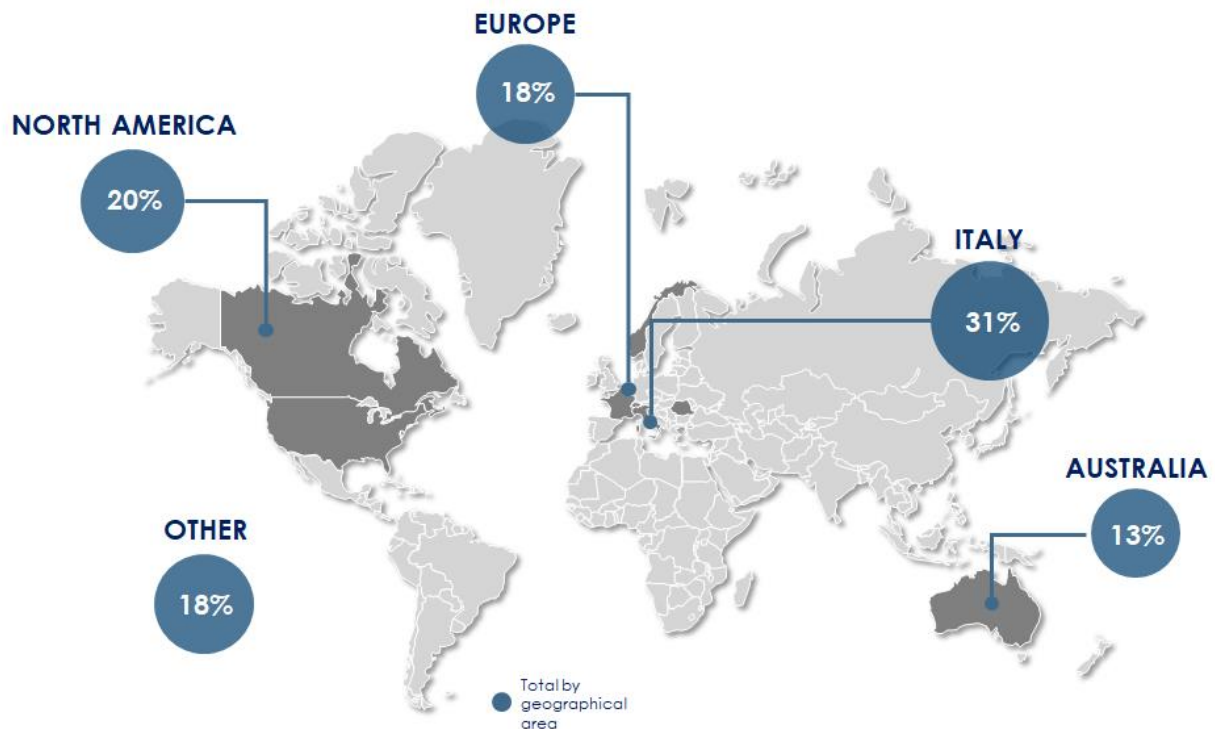 EUROPE
18%
NORTH AMERICA
20%
ITALY
31%
AUSTRALIA
13%
OTHER
18%
Total by
geographical
area